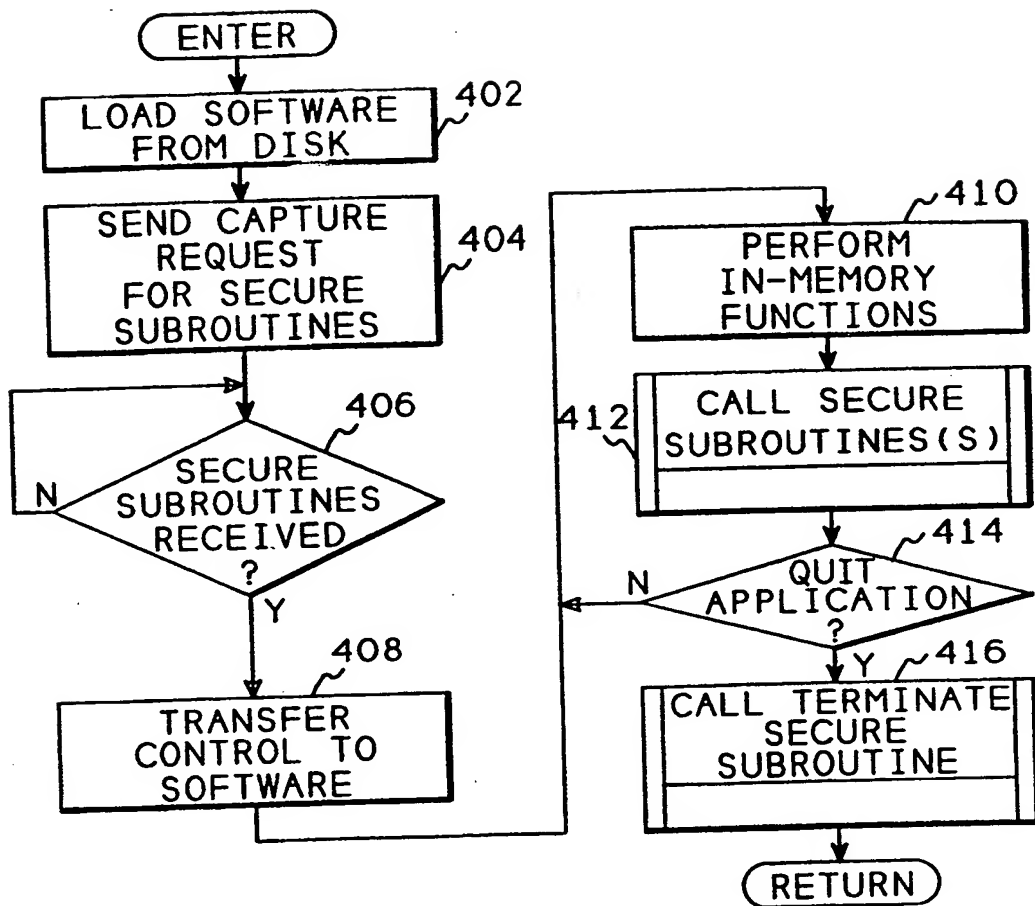 ENTER
LOAD SOFTWARE
FROM DISK
402
SEND CAPTURE
REQUEST
FOR SECURE
SUBROUTINES
404
406
SECURE
SUBROUTINES
RECEIVED
?
N
Y
408
TRANSFER
CONTROL TO
SOFTWARE
410
PERFORM
IN-MEMORY
FUNCTIONS
412
CALL SECURE
SUBROUTINES(S)
414
QUIT
APPLICATION
?
N
Y
416
CALL TERMINATE
SECURE
SUBROUTINE
RETURN